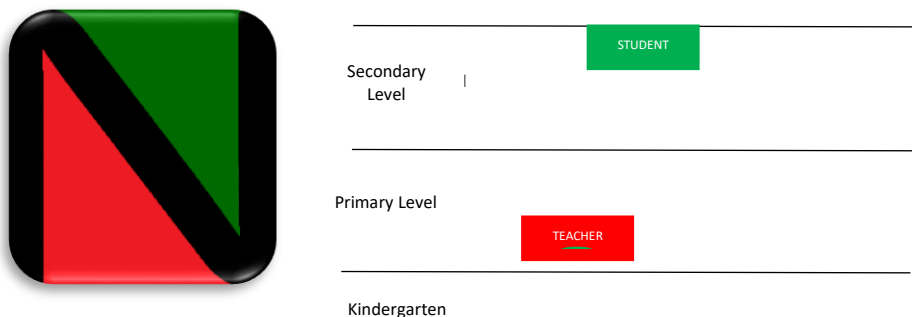 STUDENT
Secondary
Level
Primary Level
TEACHER
Kindergarten